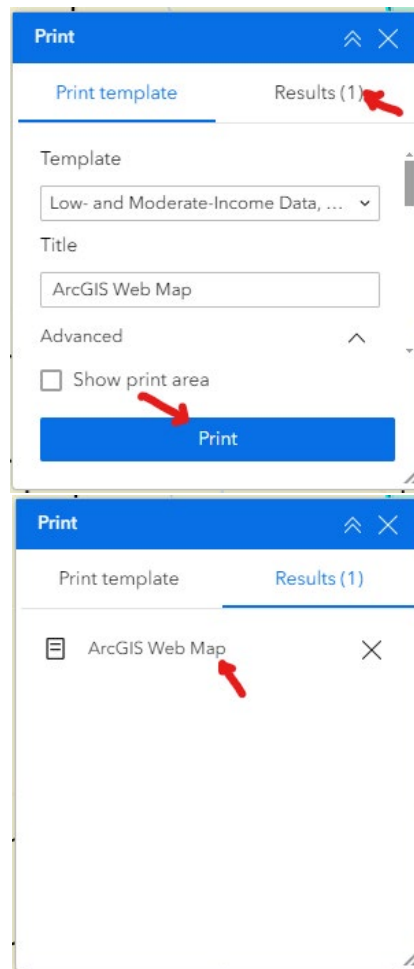 Print
Print template Results (1)
Template
Low- and Moderate-Income Data, ...
Title
ArcGIS Web Map
Advanced
Show print area
Print
Print
Print template Results (1)
ArcGIS Web Map